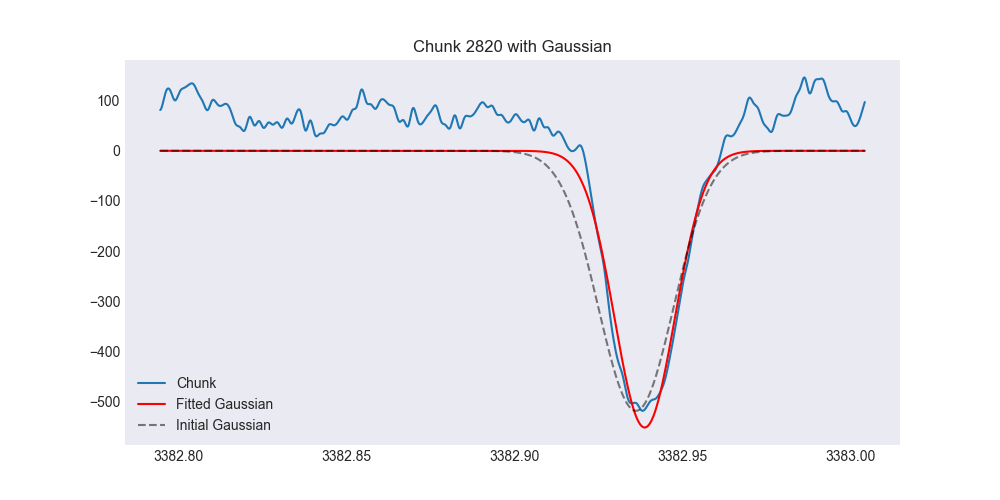 Chunk 2820 with Gaussian
100
0
−100
−200
−300
−400
−500
Chunk
Fitted Gaussian
Initial Gaussian
3382.80 3382.85 3382.90 3382.95 3383.00